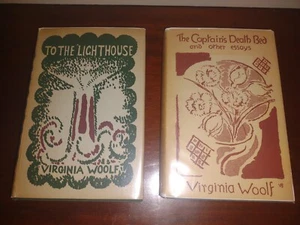 TO THE LIGHTHOUSE
VIRGINIA WOOLF
The Captain's Death Bed
and other essays
Virginia Woolf